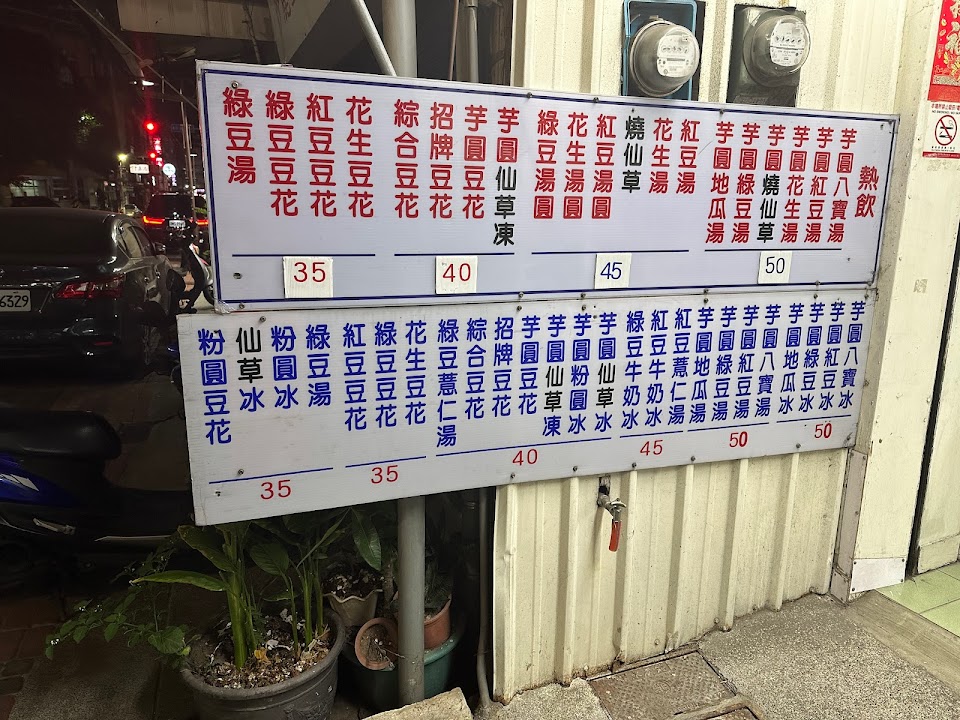 熱飲
芋圓八寶湯
芋圓紅豆湯
芋圓花生湯
芋圓燒仙草
芋圓綠豆湯
芋圓地瓜湯
50
紅豆湯
花生湯
燒仙草
紅豆湯圓
花生湯圓
綠豆湯圓
45
芋圓仙草凍
芋圓豆花
招牌豆花
綜合豆花
40
花生豆花
紅豆豆花
綠豆豆花
綠豆湯
35
芋圓八寶冰
芋圓紅豆冰
芋圓綠豆冰
芋圓地瓜冰
50
芋圓八寶湯
芋圓紅豆湯
芋圓綠豆湯
芋圓地瓜湯
50
紅豆薏仁湯
紅豆牛奶冰
綠豆牛奶冰
45
芋圓仙草冰
芋圓粉圓冰
芋圓仙草凍
芋圓豆花
招牌豆花
綜合豆花
綠豆薏仁湯
40
花生豆花
綠豆豆花
紅豆豆花
35
綠豆湯
粉圓冰
仙草冰
粉圓豆花
35
6329